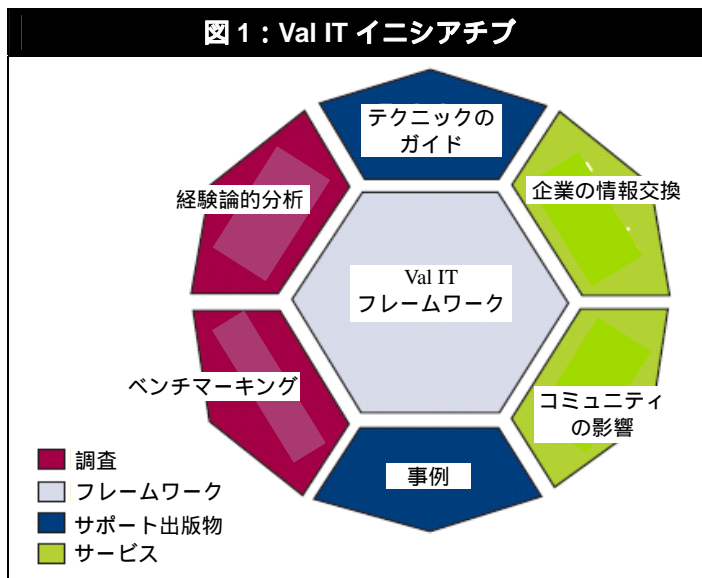 図 1：Val IT イニシアチブ
テクニックの
ガイド
経験論的分析
企業の情報交換
Val IT
フレームワーク
ベンチマーキング
コミュニティ
の影響
事例
調査
フレームワーク
サポート出版物
サービス